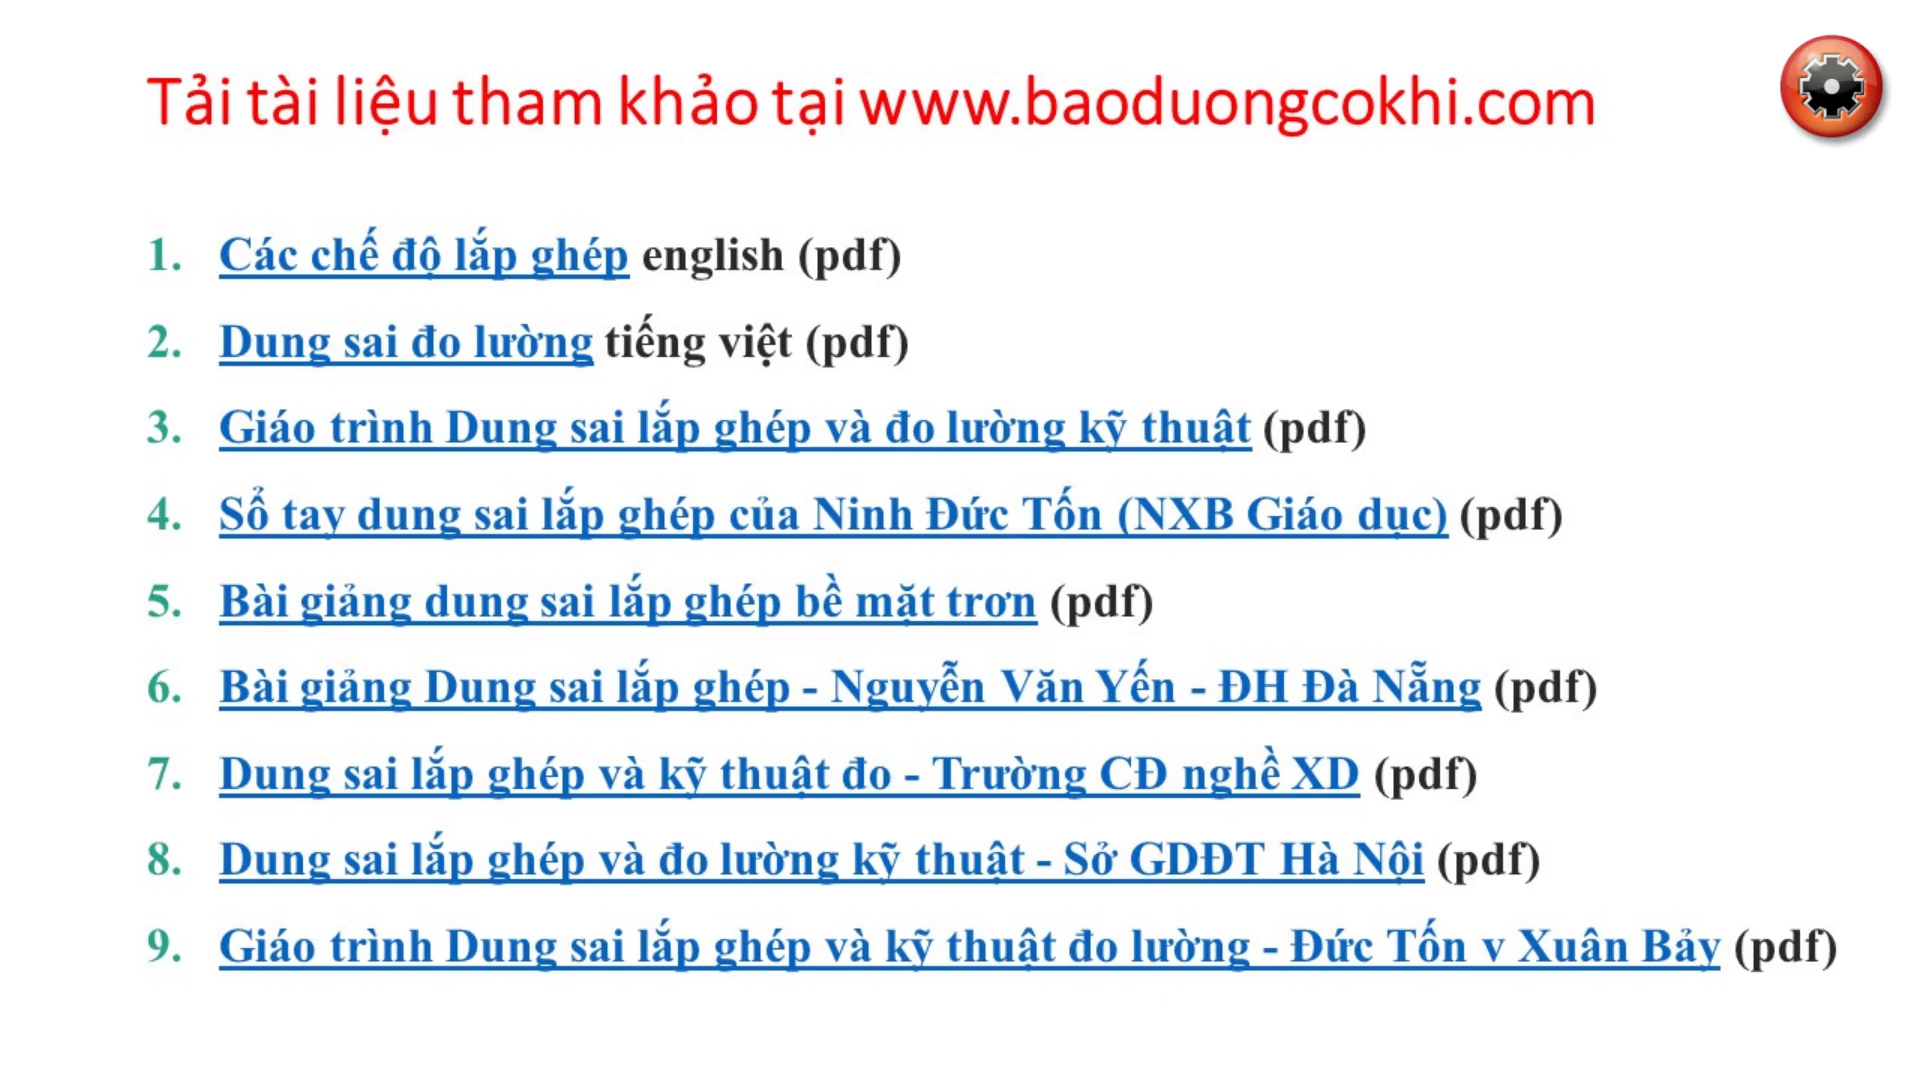 Tải tài liệu tham khảo tại www.baoduongcokhi.com
1. Các chế độ lắp ghép english (pdf)
2. Dung sai đo lường tiếng việt (pdf)
3. Giáo trình Dung sai lắp ghép và đo lường kỹ thuật (pdf)
4. Sổ tay dung sai lắp ghép của Ninh Đức Tốn (NXB Giáo dục) (pdf)
5. Bài giảng dung sai lắp ghép bề mặt trơn (pdf)
6. Bài giảng Dung sai lắp ghép - Nguyễn Văn Yến - ĐH Đà Nẵng (pdf)
7. Dung sai lắp ghép và kỹ thuật đo - Trường CĐ nghề XD (pdf)
8. Dung sai lắp ghép và đo lường kỹ thuật - Sở GDĐT Hà Nội (pdf)
9. Giáo trình Dung sai lắp ghép và kỹ thuật đo lường - Đức Tốn v Xuân Bảy (pdf)